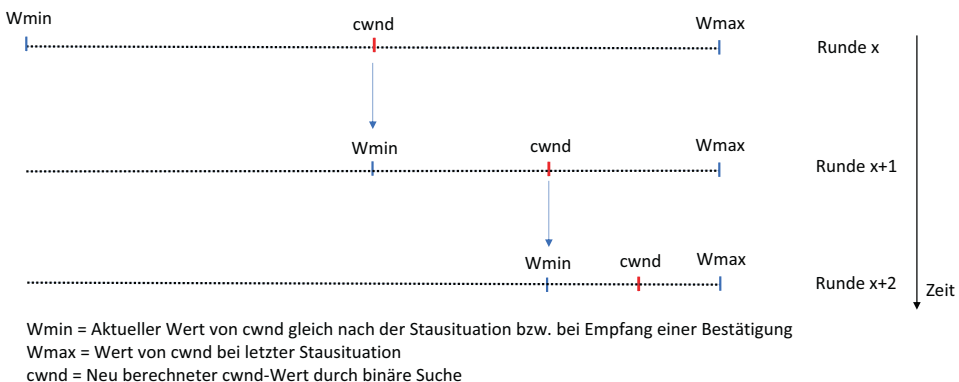 Wmin cwnd Wmax Runde x
Wmin cwnd Wmax Runde x+1
Wmin cwnd Wmax Runde x+2
Zeit
Wmin = Aktueller Wert von cwnd gleich nach der Stausituation bzw. bei Empfang einer Bestätigung
Wmax = Wert von cwnd bei letzter Stausituation
cwnd = Neu berechneter cwnd-Wert durch binäre Suche